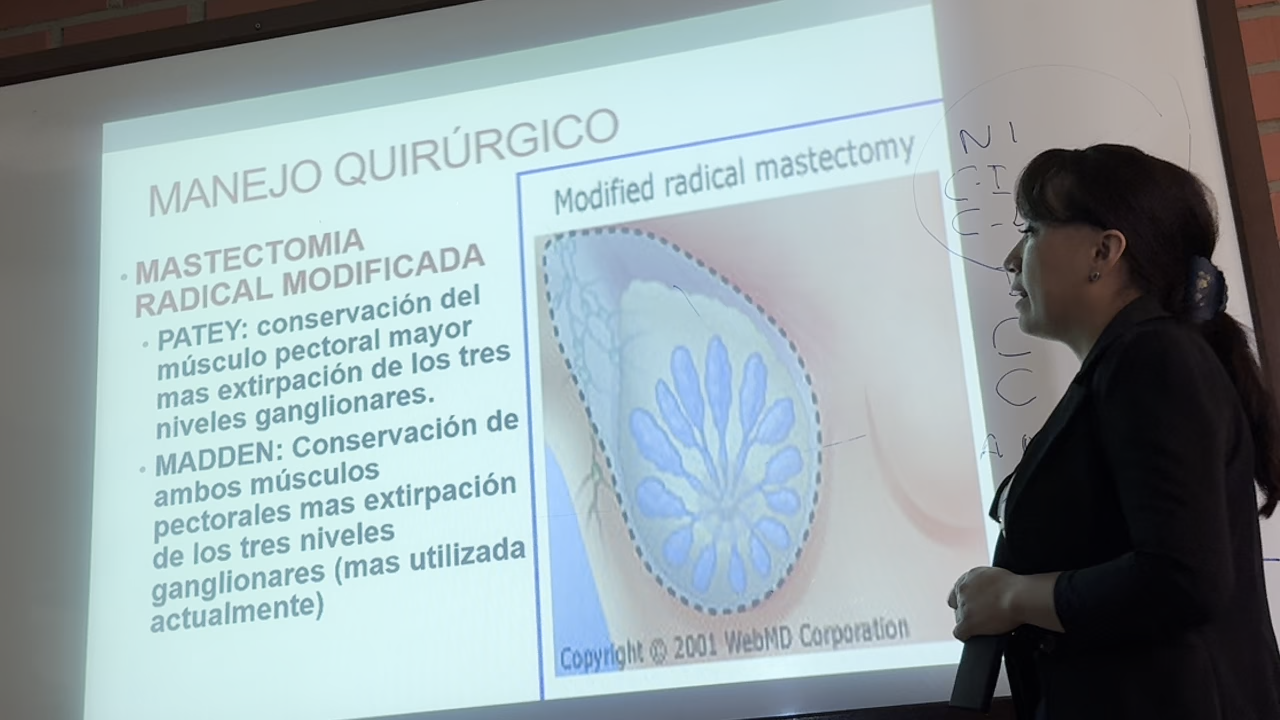 MANEJO QUIRÚRGICO
MASTECTOMIA
RADICAL MODIFICADA
PATEY: conservación del
músculo pectoral mayor
mas extirpación de los tres
niveles ganglionares.
MADDEN: Conservación de
ambos músculos
pectorales mas extirpación
de los tres niveles
ganglionares (mas utilizada
actualmente)
Modified radical mastectomy
Copyright © 2001 WebMD Corporation